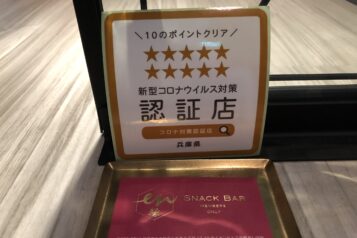 ＼10のポイントクリア／
★★★★★
★★★★★
新型コロナウイルス対策
認証店
コロナ対策認証店
兵庫県
en
SNACK BAR
MEMBERS
ONLY